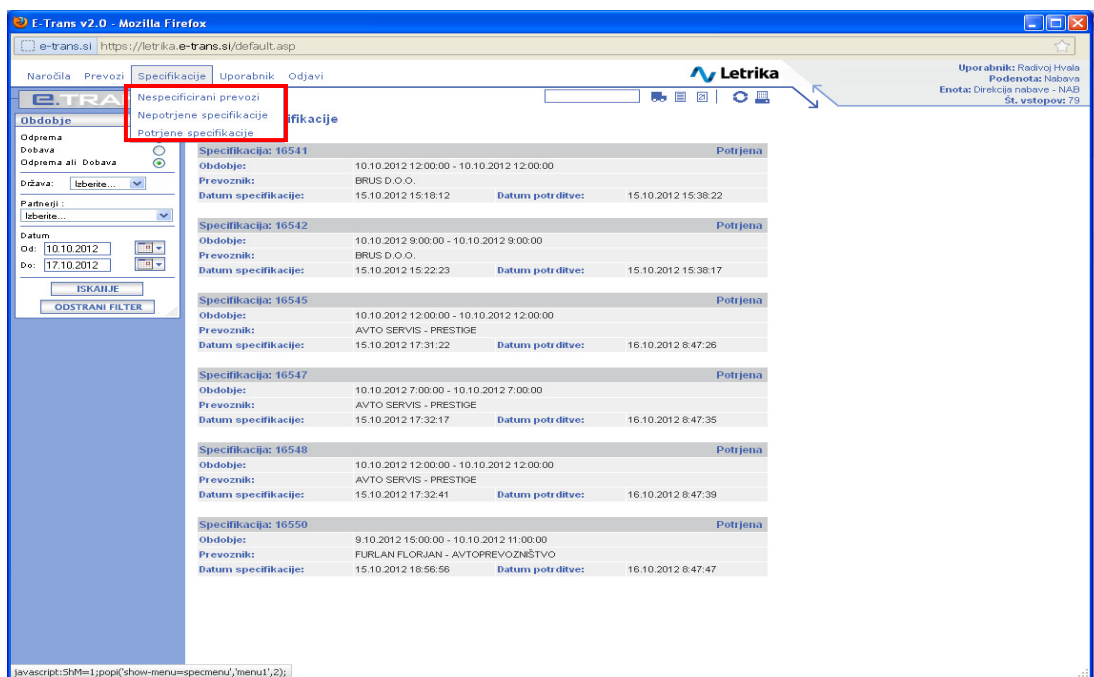 E-Trans v2.0 - Mozilla Firefox
e-trans.si https://letrika.e-trans.si/default.asp
Naročila Prevozi Specifikacije Uporabnik Odjavi
Letrika
Uporabnik: Radivoj Hvala
Podenota: Nabava
Enota: Direkcija nabave - NAB
Št. vstopov: 79
E.TRA
Nespecificirani prevozi
Nepotrjene specifikacije
Potrjene specifikacije
ifikacije
Obdobje
Odprema
Dobava
Odprema ali Dobava
Država: Izberite...
Partnerji :
Izberite...
Datum
Od: 10.10.2012
Do: 17.10.2012
ISKANJE
ODSTRANI FILTER
Specifikacija: 16541 Potrjena
Obdobje: 10.10.2012 12:00:00 - 10.10.2012 12:00:00
Prevoznik: BRUS D.O.O.
Datum specifikacije: 15.10.2012 15:18:12 Datum potrditve: 15.10.2012 15:38:22
Specifikacija: 16542 Potrjena
Obdobje: 10.10.2012 9:00:00 - 10.10.2012 9:00:00
Prevoznik: BRUS D.O.O.
Datum specifikacije: 15.10.2012 15:22:23 Datum potrditve: 15.10.2012 15:38:17
Specifikacija: 16545 Potrjena
Obdobje: 10.10.2012 12:00:00 - 10.10.2012 12:00:00
Prevoznik: AVTO SERVIS - PRESTIGE
Datum specifikacije: 15.10.2012 17:31:22 Datum potrditve: 16.10.2012 8:47:26
Specifikacija: 16547 Potrjena
Obdobje: 10.10.2012 7:00:00 - 10.10.2012 7:00:00
Prevoznik: AVTO SERVIS - PRESTIGE
Datum specifikacije: 15.10.2012 17:32:17 Datum potrditve: 16.10.2012 8:47:35
Specifikacija: 16548 Potrjena
Obdobje: 10.10.2012 12:00:00 - 10.10.2012 12:00:00
Prevoznik: AVTO SERVIS - PRESTIGE
Datum specifikacije: 15.10.2012 17:32:41 Datum potrditve: 16.10.2012 8:47:39
Specifikacija: 16550 Potrjena
Obdobje: 9.10.2012 15:00:00 - 10.10.2012 11:00:00
Prevoznik: FURLAN FLORJAN - AVTOPREVOZNIŠTVO
Datum specifikacije: 15.10.2012 18:56:56 Datum potrditve: 16.10.2012 8:47:47
javascript:ShM=1;popi('show-menu=specmenu','menu1',2);